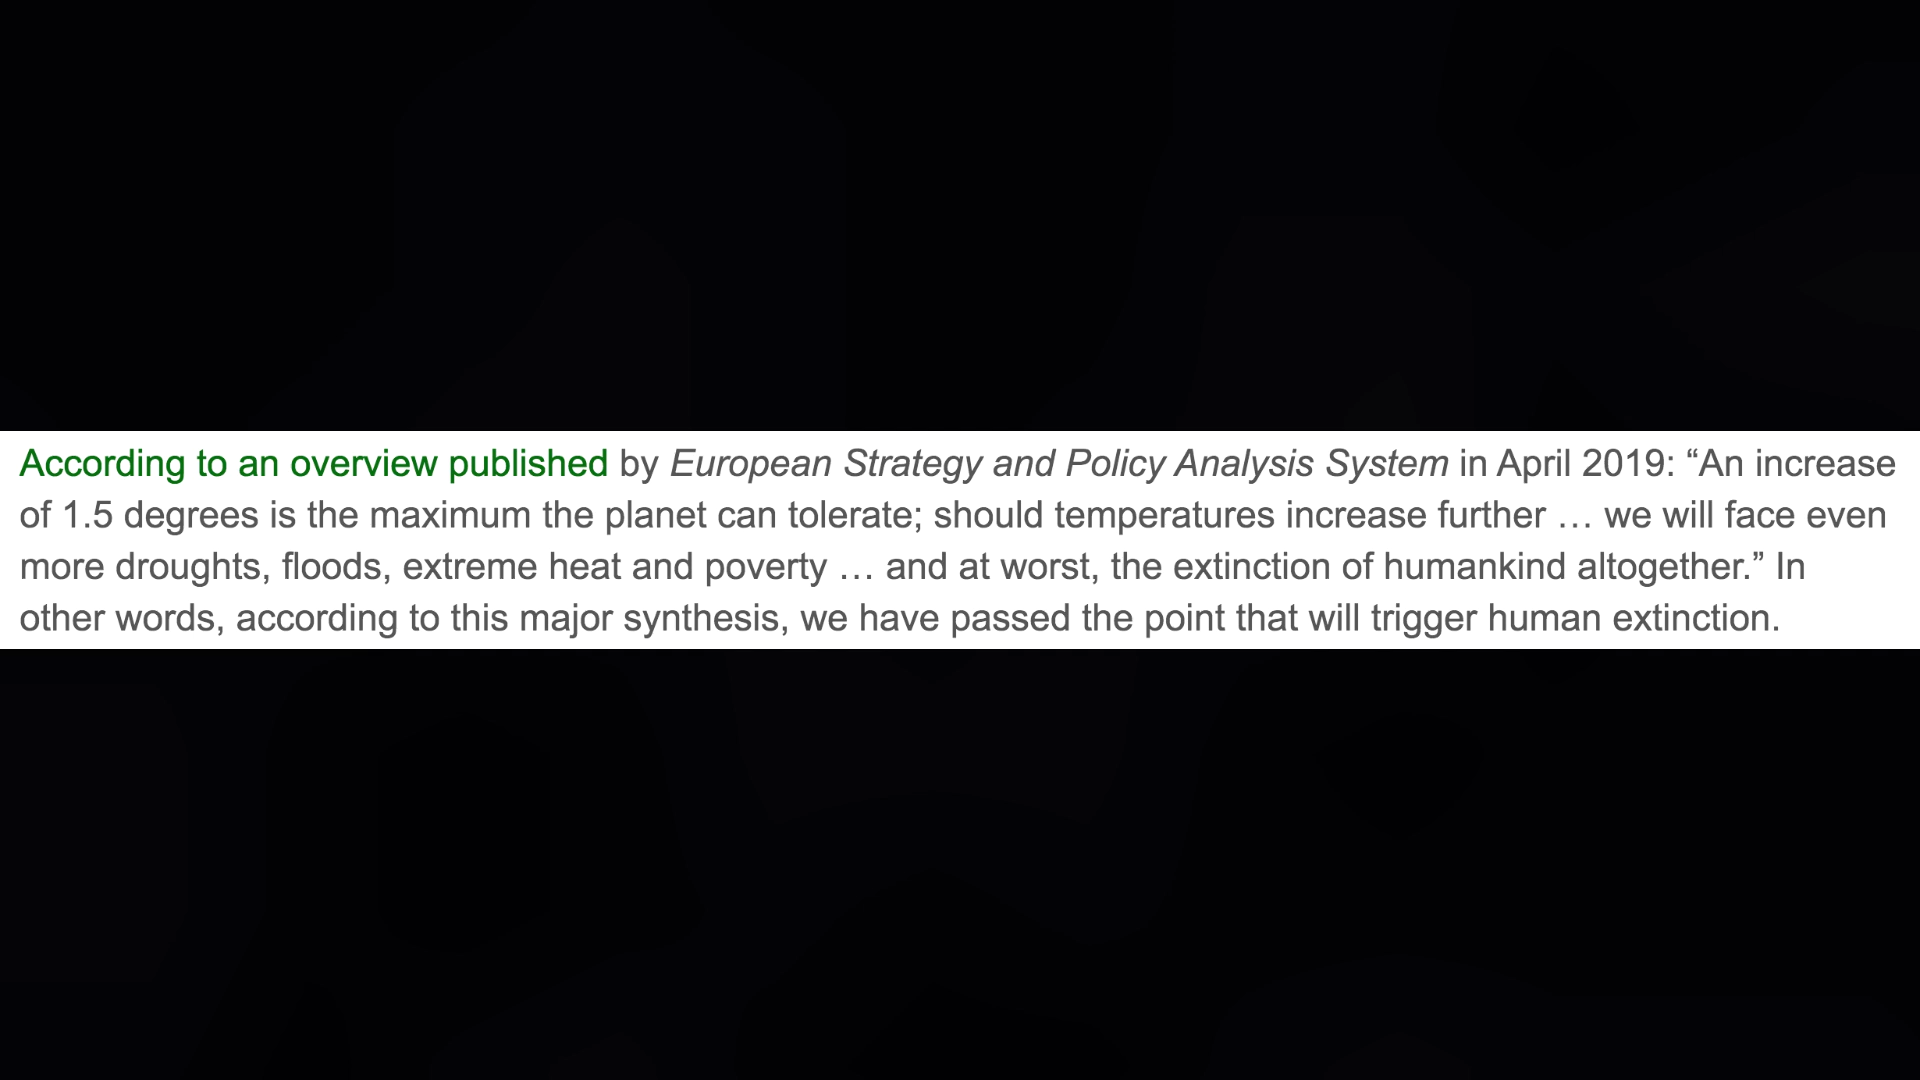 According to an overview published by European Strategy and Policy Analysis System in April 2019: “An increase
of 1.5 degrees is the maximum the planet can tolerate; should temperatures increase further … we will face even
more droughts, floods, extreme heat and poverty … and at worst, the extinction of humankind altogether.” In
other words, according to this major synthesis, we have passed the point that will trigger human extinction.